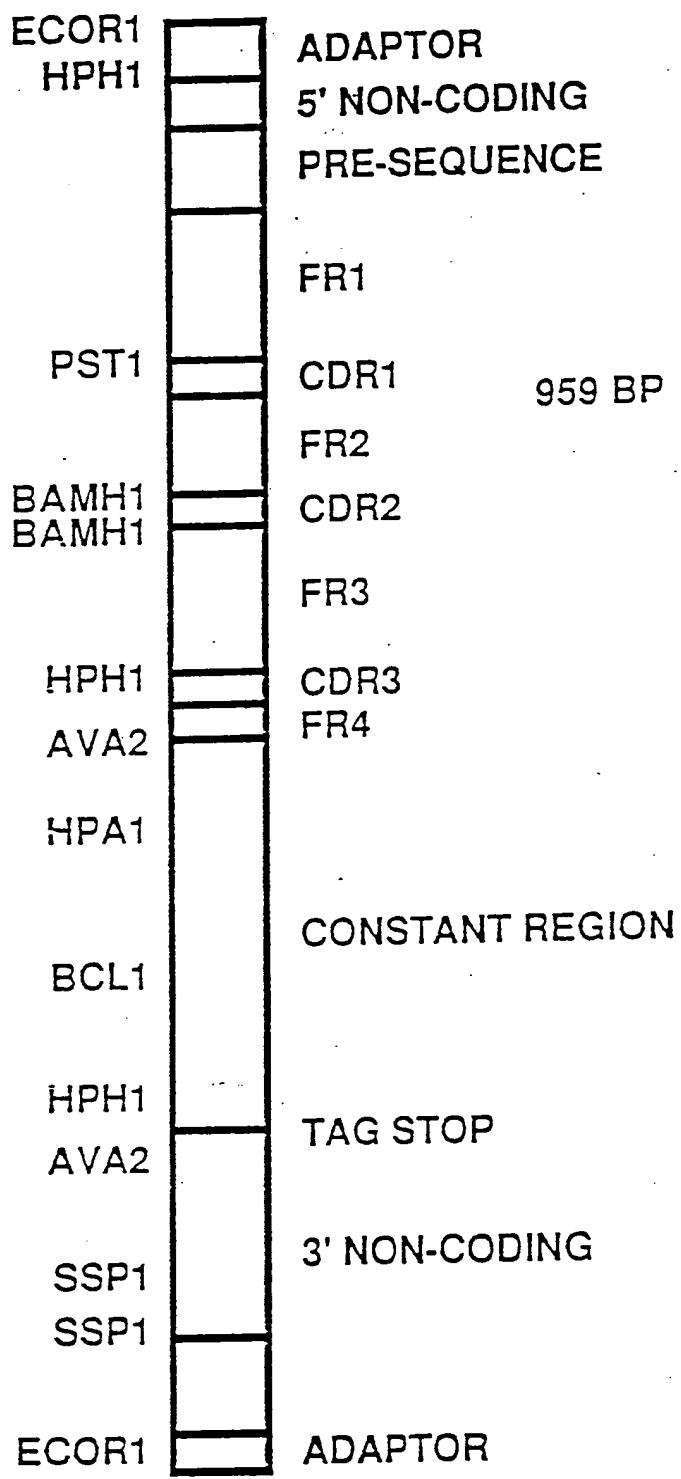 ECOR1
ADAPTOR
HPH1
5' NON-CODING
PRE-SEQUENCE
FR1
PST1
CDR1
959 BP
FR2
BAMH1
CDR2
BAMH1
FR3
HPH1
CDR3
FR4
AVA2
HPA1
CONSTANT REGION
BCL1
HPH1
TAG STOP
AVA2
3' NON-CODING
SSP1
SSP1
ECOR1
ADAPTOR